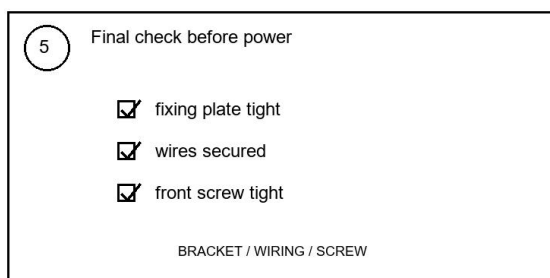 5
Final check before power
fixing plate tight
wires secured
front screw tight
BRACKET / WIRING / SCREW